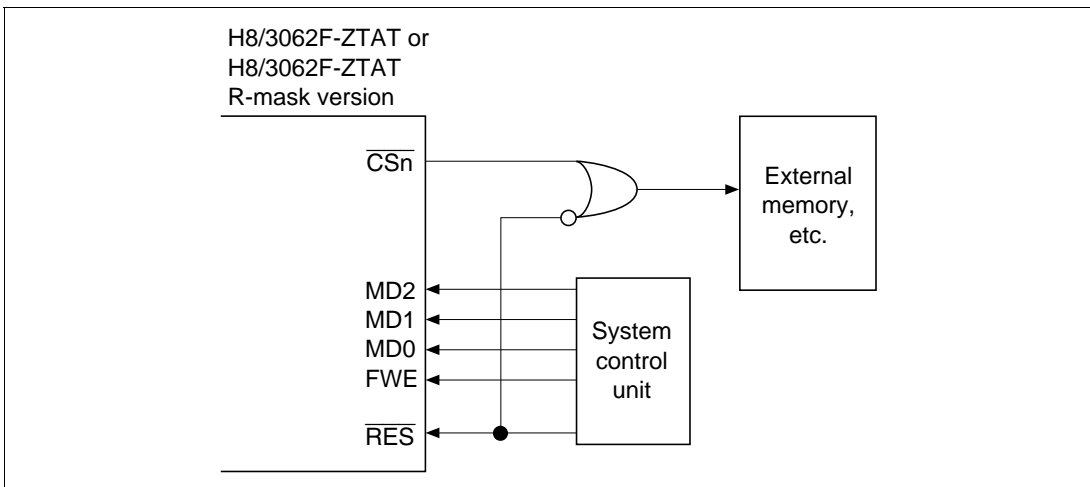 H8/3062F-ZTAT or
H8/3062F-ZTAT
R-mask version
CSn
External
memory,
etc.
MD2
MD1
MD0
FWE
RES
System
control
unit